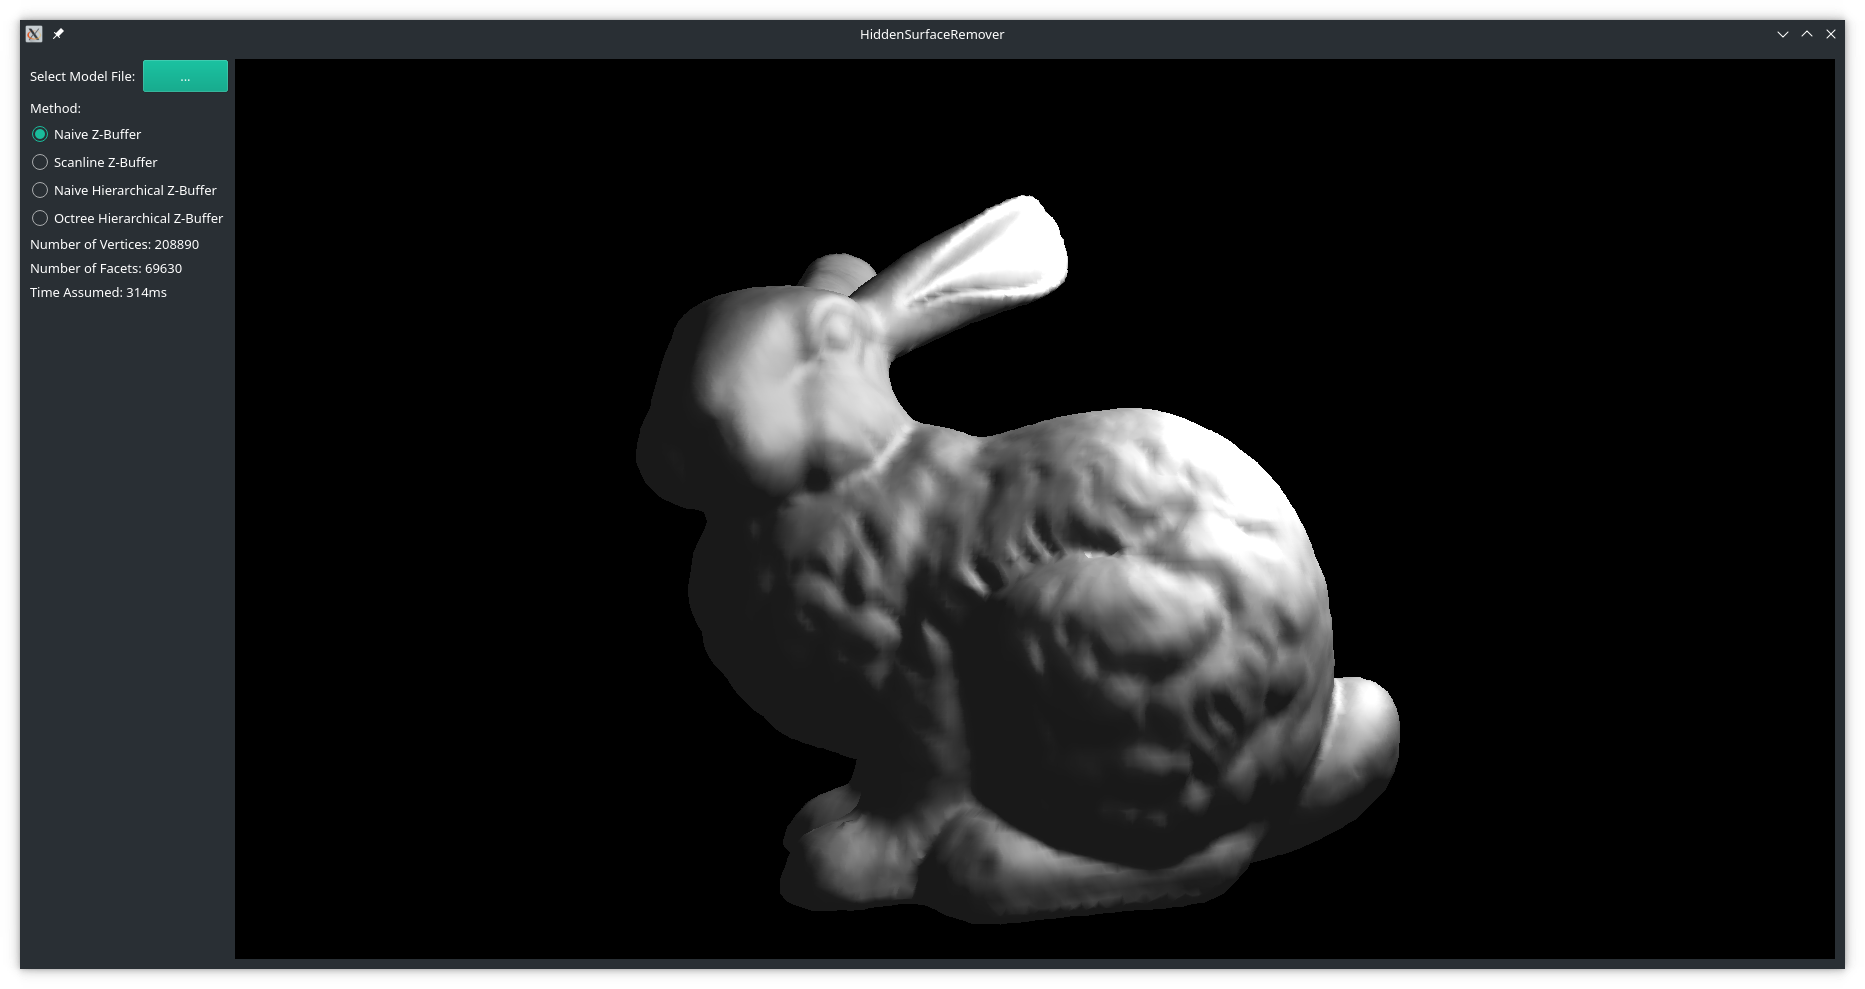 HiddenSurfaceRemover
Select Model File: ...
Method:
Naive Z-Buffer
Scanline Z-Buffer
Naive Hierarchical Z-Buffer
Octree Hierarchical Z-Buffer
Number of Vertices: 208890
Number of Facets: 69630
Time Assumed: 314ms